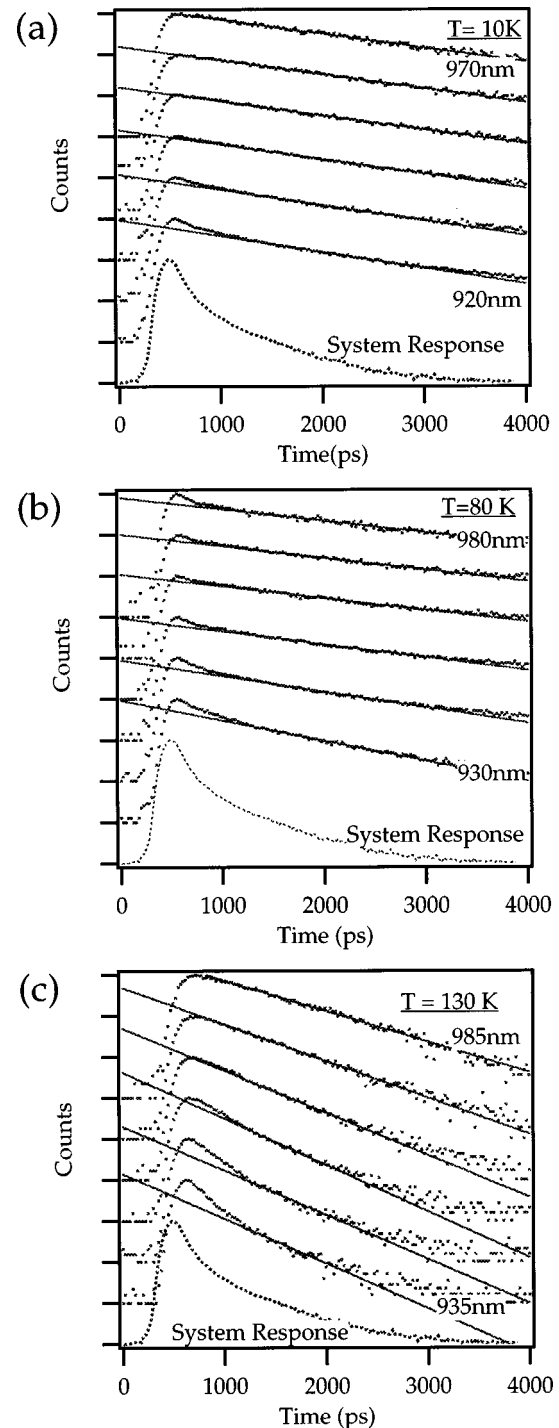 (a)
T= 10K
970nm
Counts
920nm
System Response
0 1000 2000 3000 4000
Time(ps)
(b)
T=80 K
980nm
Counts
930nm
System Response
0 1000 2000 3000 4000
Time (ps)
(c)
T = 130 K
985nm
Counts
935nm
System Response
0 1000 2000 3000 4000
Time (ps)